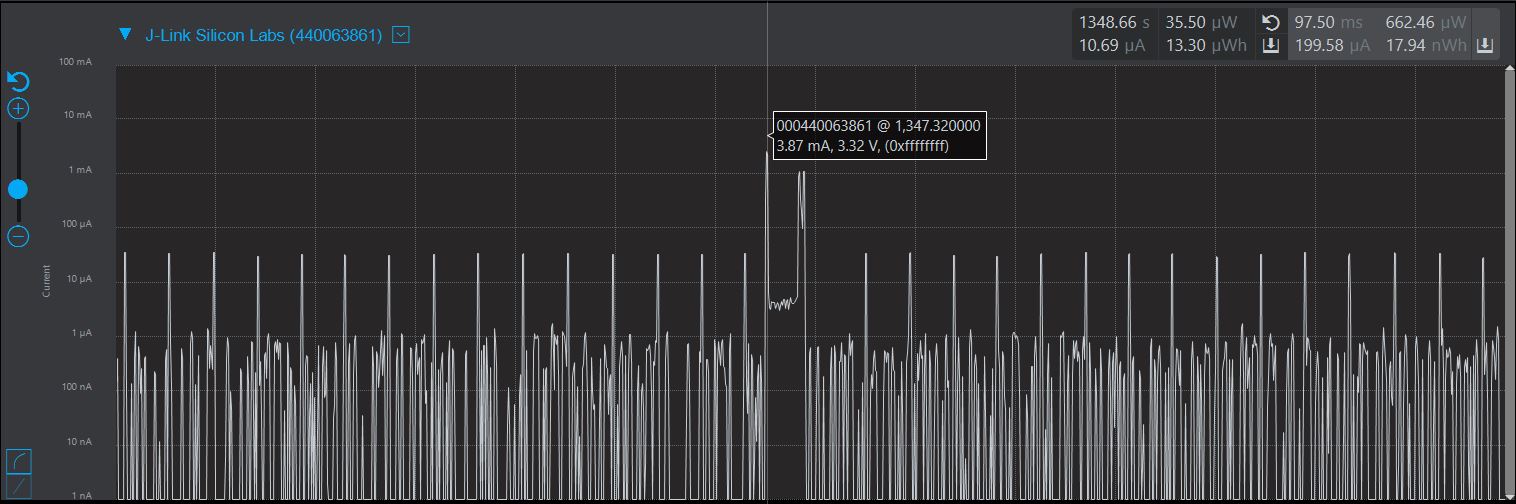 J-Link Silicon Labs (440063861)
1348.66 s 35.50 µW 97.50 ms 662.46 µW
10.69 µA 13.30 µWh 199.58 µA 17.94 nWh
100 mA
10 mA
000440063861 @ 1,347.320000
3.87 mA, 3.32 V, (0xffffffff)
1 mA
100 µA
10 µA
Current
1 µA
100 nA
10 nA
1 nA